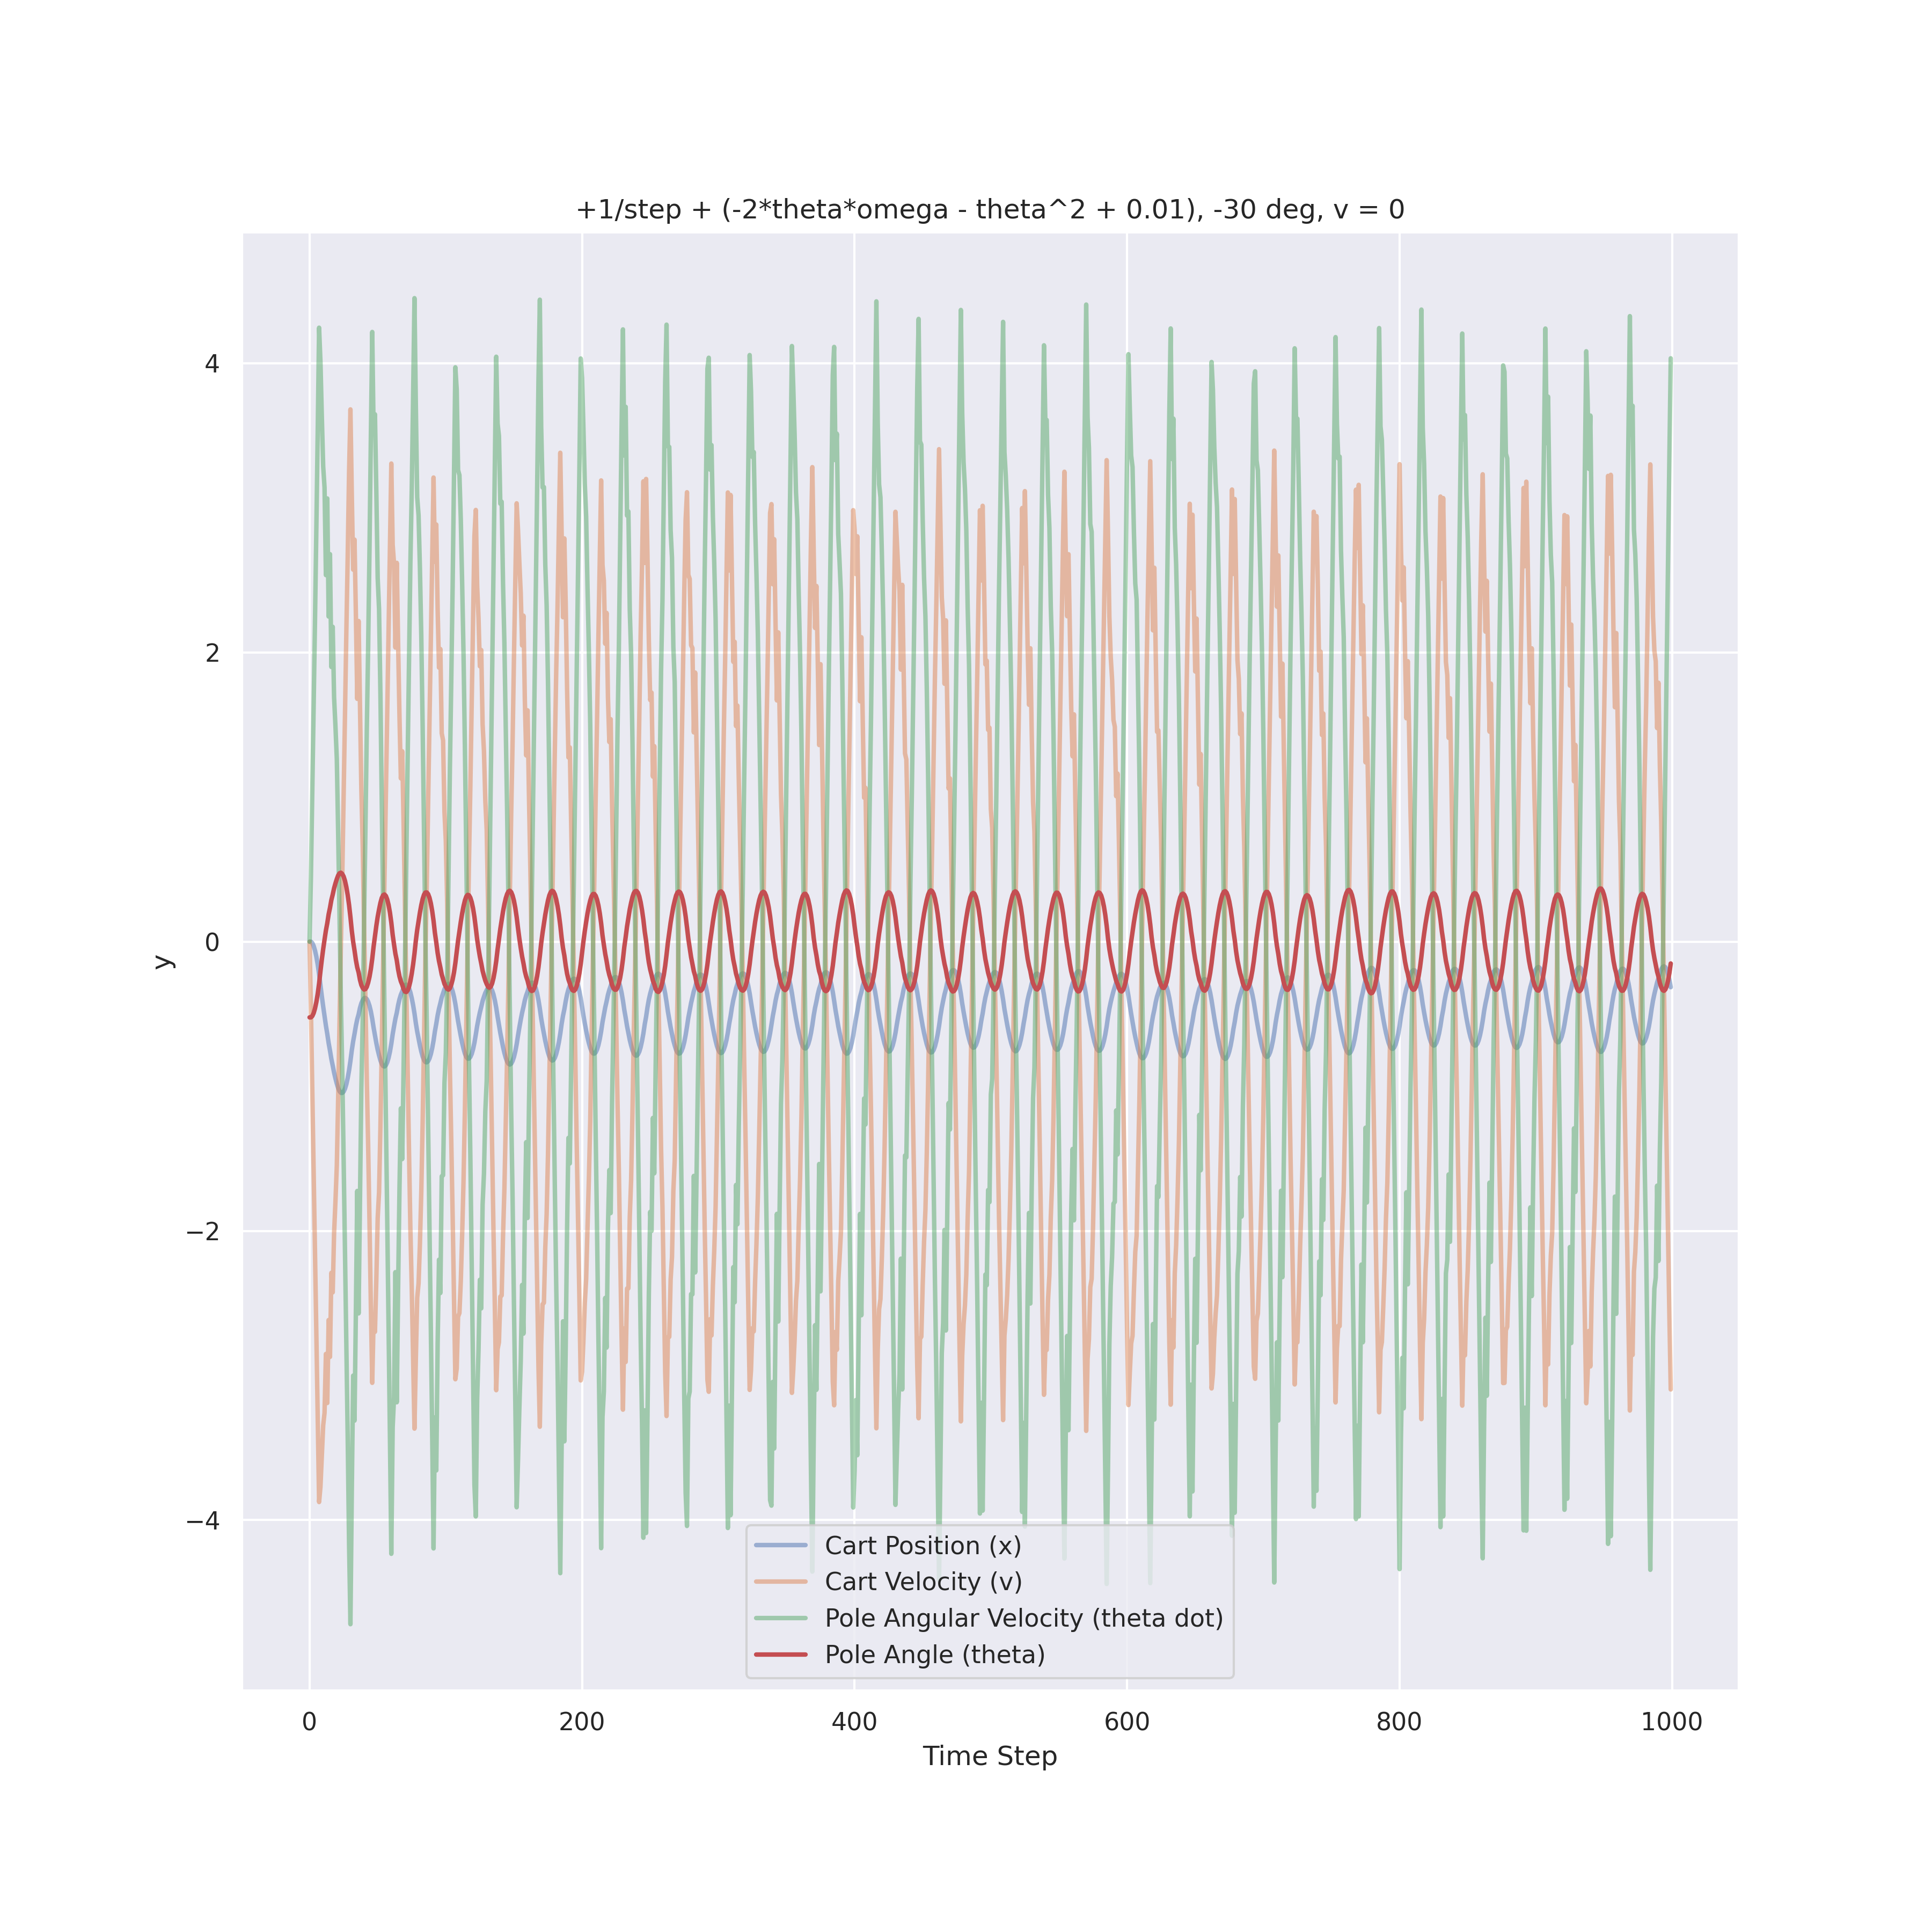 +1/step + (-2*theta*omega - theta^2 + 0.01), -30 deg, v = 0
4
2
0
−2
−4
y
Cart Position (x)
Cart Velocity (v)
Pole Angular Velocity (theta dot)
Pole Angle (theta)
0 200 400 600 800 1000
Time Step